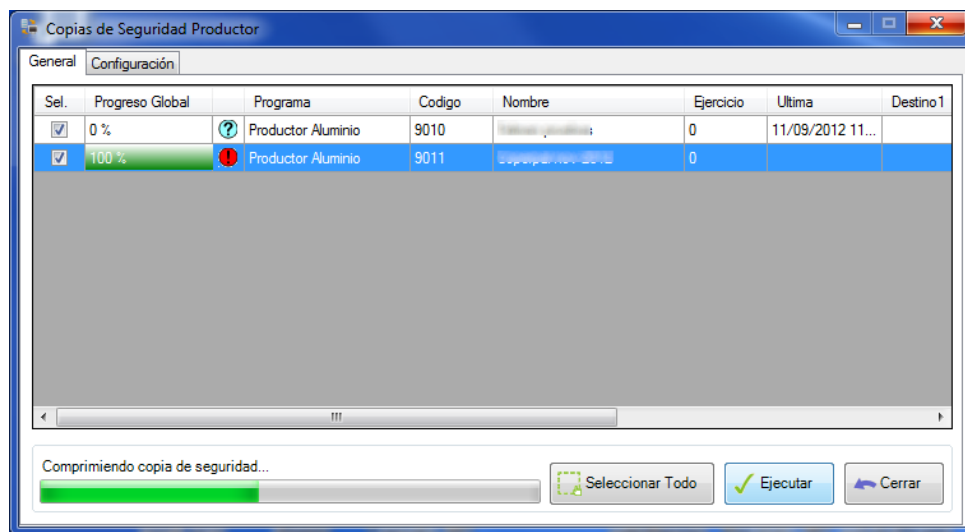 Copias de Seguridad Productor
General Configuración
Sel. Progreso Global Programa Codigo Nombre Ejercicio Ultima Destino1
0 % Productor Aluminio 9010 0 11/09/2012 11...
100 % Productor Aluminio 9011 0
Comprimiendo copia de seguridad...
Seleccionar Todo Ejecutar Cerrar